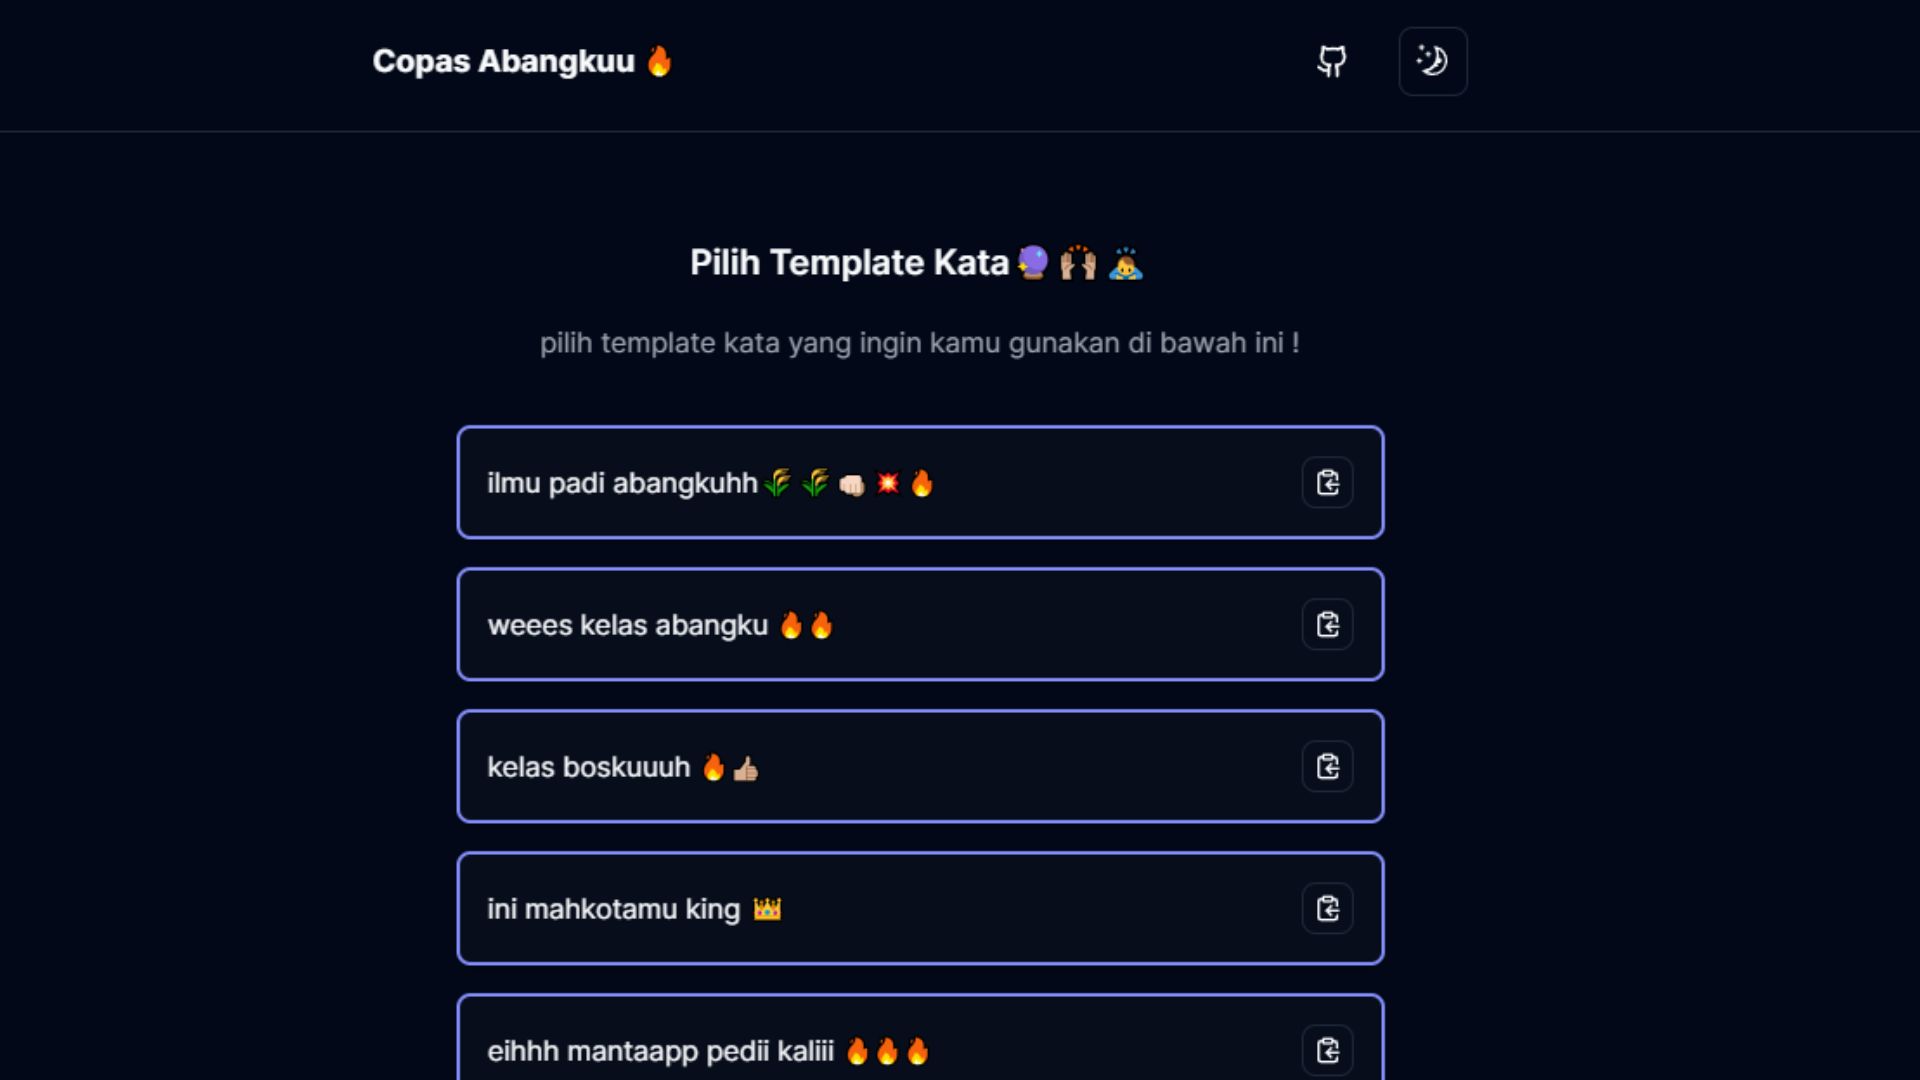 Copas Abangkuu 🔥
Pilih Template Kata🔮 🙌🏽 🙇
pilih template kata yang ingin kamu gunakan di bawah ini !
ilmu padi abangkuhh🌾 🌾 👊🏻 💥 🔥
weees kelas abangku 🔥🔥
kelas boskuuuh 🔥👍🏽
ini mahkotamu king 👑
eihhh mantaapp pedii kaliii 🔥🔥🔥